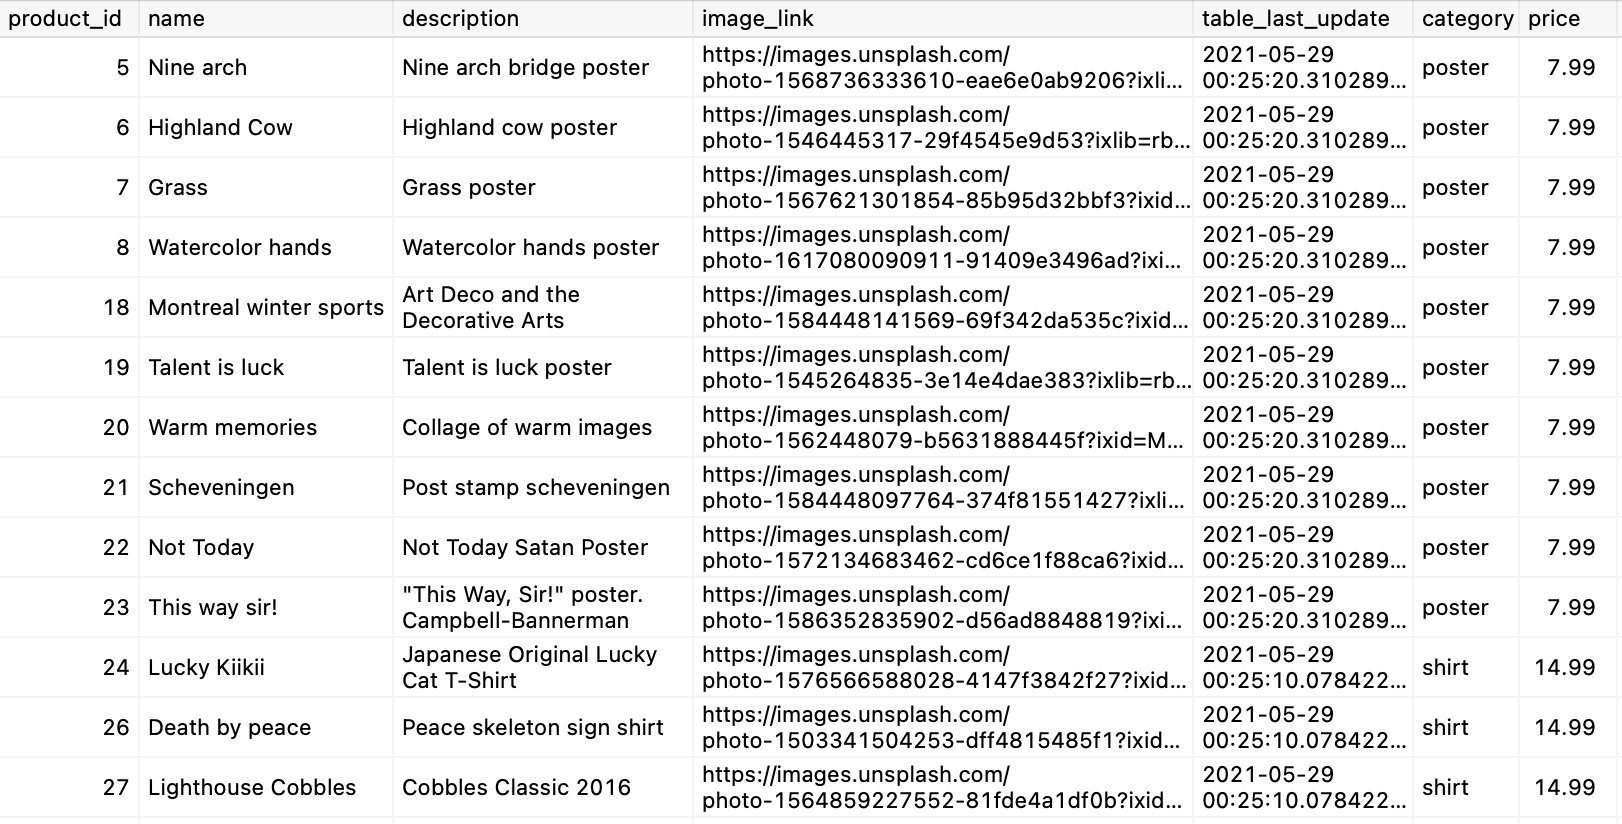 product_id name description image_link table_last_update category price
5 Nine arch Nine arch bridge poster https://images.unsplash.com/ 2021-05-29 poster 7.99
photo-1568736333610-eae6e0ab9206?ixli... 00:25:20.310289...
6 Highland Cow Highland cow poster https://images.unsplash.com/ 2021-05-29 poster 7.99
photo-1546445317-29f4545e9d53?ixlib=rb... 00:25:20.310289...
7 Grass Grass poster https://images.unsplash.com/ 2021-05-29 poster 7.99
photo-1567621301854-85b95d32bbf3?ixid... 00:25:20.310289...
8 Watercolor hands Watercolor hands poster https://images.unsplash.com/ 2021-05-29 poster 7.99
photo-1617080090911-91409e3496ad?ixi... 00:25:20.310289...
18 Montreal winter sports Art Deco and the https://images.unsplash.com/ 2021-05-29 poster 7.99
Decorative Arts photo-1584448141569-69f342da535c?ixid... 00:25:20.310289...
19 Talent is luck Talent is luck poster https://images.unsplash.com/ 2021-05-29 poster 7.99
photo-1545264835-3e14e4dae383?ixlib=rb... 00:25:20.310289...
20 Warm memories Collage of warm images https://images.unsplash.com/ 2021-05-29 poster 7.99
photo-1562448079-b5631888445f?ixid=M... 00:25:20.310289...
21 Scheveningen Post stamp scheveningen https://images.unsplash.com/ 2021-05-29 poster 7.99
photo-1584448097764-374f81551427?ixli... 00:25:20.310289...
22 Not Today Not Today Satan Poster https://images.unsplash.com/ 2021-05-29 poster 7.99
photo-1572134683462-cd6ce1f88ca6?ixid... 00:25:20.310289...
23 This way sir! "This Way, Sir!" poster. https://images.unsplash.com/ 2021-05-29 poster 7.99
Campbell-Bannerman photo-1586352835902-d56ad8848819?ixi... 00:25:20.310289...
24 Lucky Kiikii Japanese Original Lucky https://images.unsplash.com/ 2021-05-29 shirt 14.99
Cat T-Shirt photo-1576566588028-4147f3842f27?ixid... 00:25:10.078422...
26 Death by peace Peace skeleton sign shirt https://images.unsplash.com/ 2021-05-29 shirt 14.99
photo-1503341504253-dff4815485f1?ixid... 00:25:10.078422...
27 Lighthouse Cobbles Cobbles Classic 2016 https://images.unsplash.com/ 2021-05-29 shirt 14.99
photo-1564859227552-81fde4a1df0b?ixid... 00:25:10.078422...